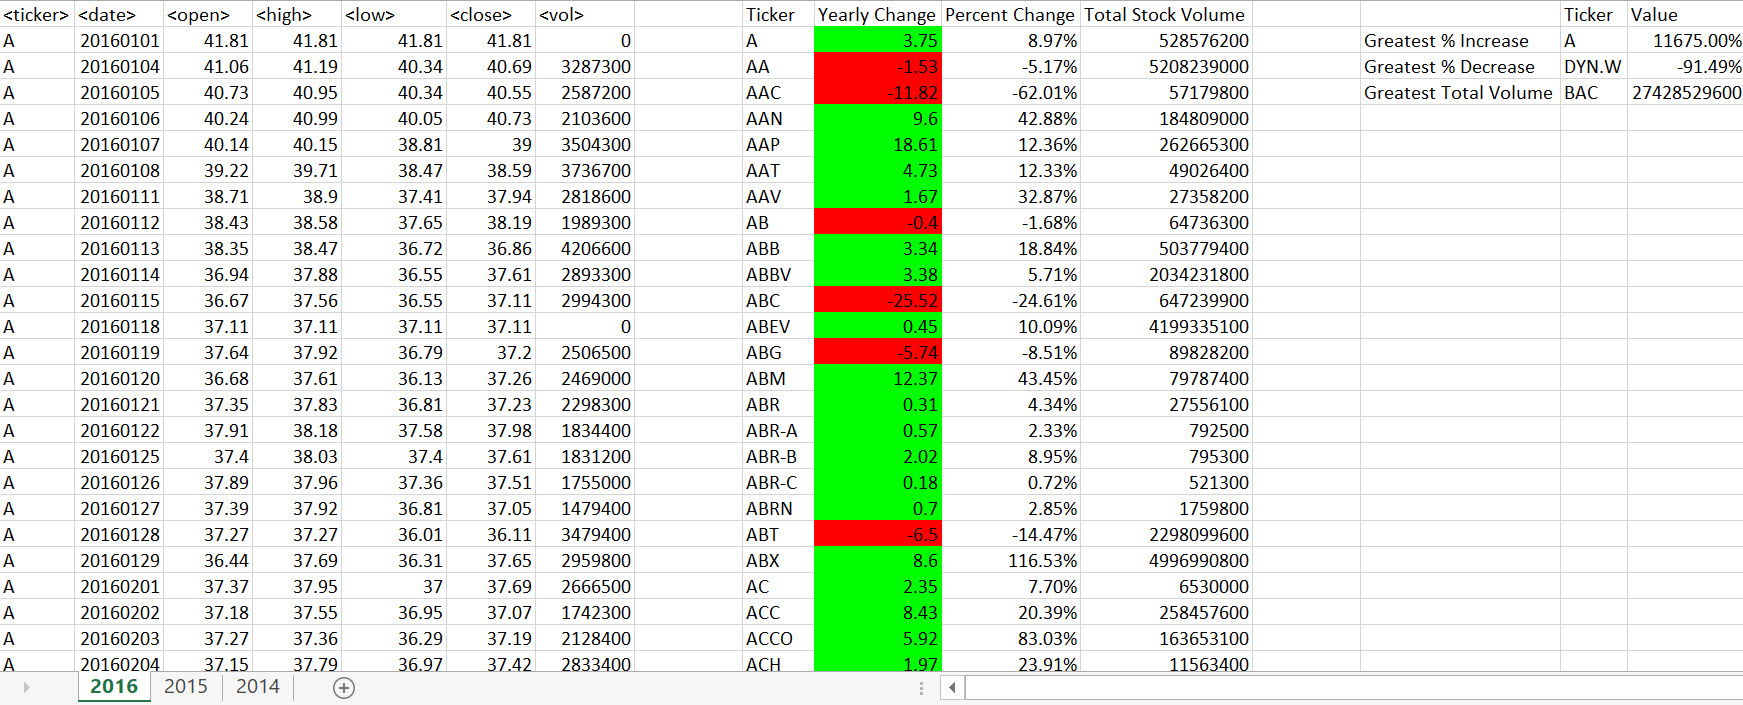 <ticker> <date> <open> <high> <low> <close> <vol> Ticker Yearly Change Percent Change Total Stock Volume Ticker Value
A 20160101 41.81 41.81 41.81 41.81 0 A 3.75 8.97% 528576200 Greatest % Increase A 11675.00%
A 20160104 41.06 41.19 40.34 40.69 3287300 AA -1.53 -5.17% 5208239000 Greatest % Decrease DYN.W -91.49%
A 20160105 40.73 40.95 40.34 40.55 2587200 AAC -11.82 -62.01% 57179800 Greatest Total Volume BAC 27428529600
A 20160106 40.24 40.99 40.05 40.73 2103600 AAN 9.6 42.88% 184809000
A 20160107 40.14 40.15 38.81 39 3504300 AAP 18.61 12.36% 262665300
A 20160108 39.22 39.71 38.47 38.59 3736700 AAT 4.73 12.33% 49026400
A 20160111 38.71 38.9 37.41 37.94 2818600 AAV 1.67 32.87% 27358200
A 20160112 38.43 38.58 37.65 38.19 1989300 AB -0.4 -1.68% 64736300
A 20160113 38.35 38.47 36.72 36.86 4206600 ABB 3.34 18.84% 503779400
A 20160114 36.94 37.88 36.55 37.61 2893300 ABBV 3.38 5.71% 2034231800
A 20160115 36.67 37.56 36.55 37.11 2994300 ABC -25.52 -24.61% 647239900
A 20160118 37.11 37.11 37.11 37.11 0 ABEV 0.45 10.09% 4199335100
A 20160119 37.64 37.92 36.79 37.2 2506500 ABG -5.74 -8.51% 89828200
A 20160120 36.68 37.61 36.13 37.26 2469000 ABM 12.37 43.45% 79787400
A 20160121 37.35 37.83 36.81 37.23 2298300 ABR 0.31 4.34% 27556100
A 20160122 37.91 38.18 37.58 37.98 1834400 ABR-A 0.57 2.33% 792500
A 20160125 37.4 38.03 37.4 37.61 1831200 ABR-B 2.02 8.95% 795300
A 20160126 37.89 37.96 37.36 37.51 1755000 ABR-C 0.18 0.72% 521300
A 20160127 37.39 37.92 36.81 37.05 1479400 ABRN 0.7 2.85% 1759800
A 20160128 37.27 37.27 36.01 36.11 3479400 ABT -6.5 -14.47% 2298099600
A 20160129 36.44 37.69 36.31 37.65 2959800 ABX 8.6 116.53% 4996990800
A 20160201 37.37 37.95 37 37.69 2666500 AC 2.35 7.70% 6530000
A 20160202 37.18 37.55 36.95 37.07 1742300 ACC 8.43 20.39% 258457600
A 20160203 37.27 37.36 36.29 37.19 2128400 ACCO 5.92 83.03% 163653100
A 20160204 37.15 37.79 36.97 37.42 2833400 ACH 1.97 23.91% 11563400
2016 2015 2014